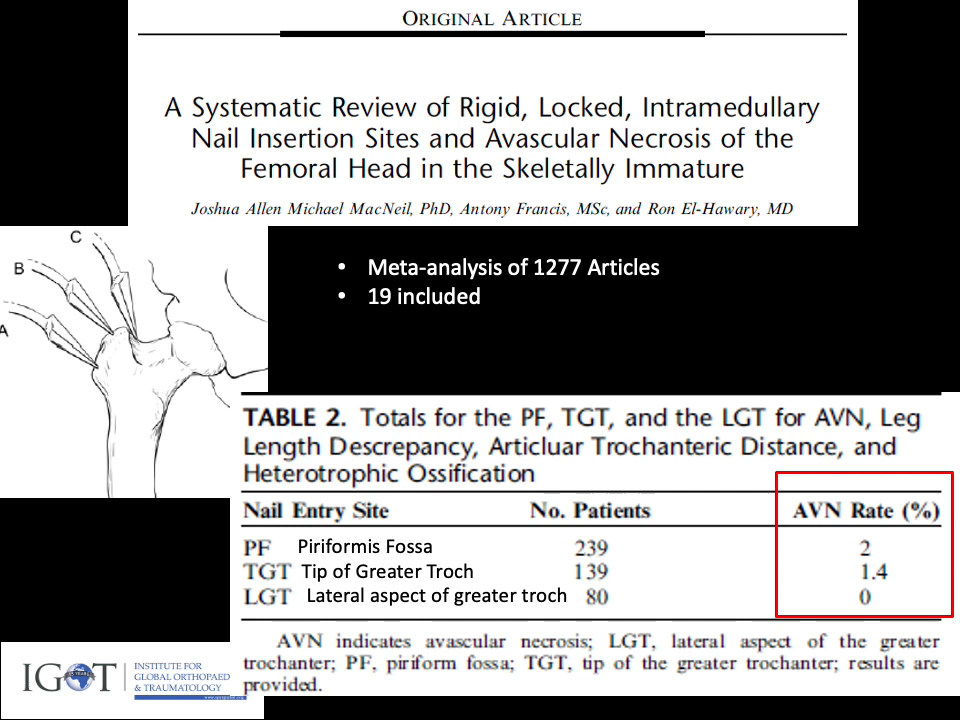 ORIGINAL ARTICLE
A Systematic Review of Rigid, Locked, Intramedullary
Nail Insertion Sites and Avascular Necrosis of the
Femoral Head in the Skeletally Immature
Joshua Allen Michael MacNeil, PhD, Antony Francis, MSc, and Ron El-Hawary, MD
C
B
A
• Meta-analysis of 1277 Articles
• 19 included
TABLE 2. Totals for the PF, TGT, and the LGT for AVN, Leg
Length Descrepancy, Articluar Trochanteric Distance, and
Heterotrophic Ossification
Nail Entry Site No. Patients AVN Rate (%)
PF Piriformis Fossa 239 2
TGT Tip of Greater Troch 139 1.4
LGT Lateral aspect of greater troch 80 0
AVN indicates avascular necrosis; LGT, lateral aspect of the greater
trochanter; PF, piriform fossa; TGT, tip of the greater trochanter; results are
provided.
IGOT
INSTITUTE FOR
GLOBAL ORTHOPAEDICS
& TRAUMATOLOGY